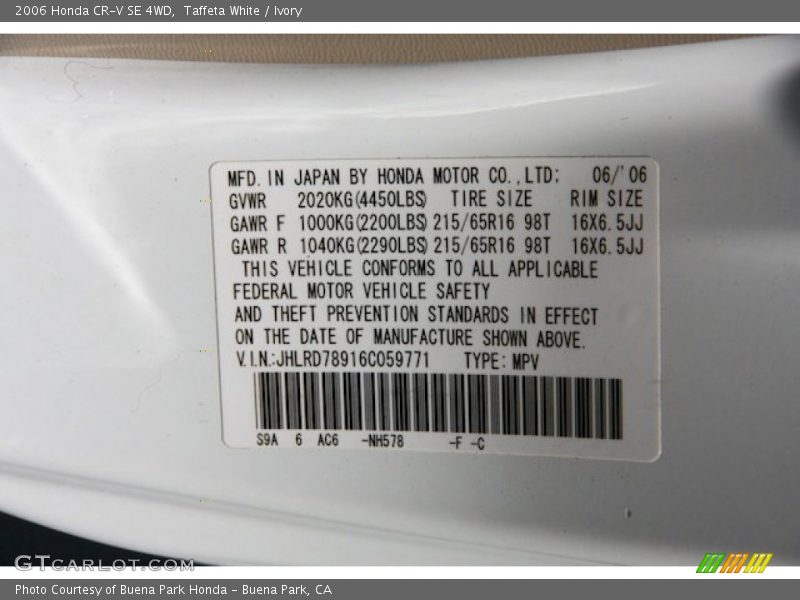 2006 Honda CR-V SE 4WD,  Taffeta White / Ivory
MFD. IN JAPAN BY HONDA MOTOR CO., LTD: 06/'06
GVWR 2020KG(4450LBS) TIRE SIZE RIM SIZE
GAWR F 1000KG(2200LBS) 215/65R16 98T 16X6.5JJ
GAWR R 1040KG(2290LBS) 215/65R16 98T 16X6.5JJ
THIS VEHICLE CONFORMS TO ALL APPLICABLE
FEDERAL MOTOR VEHICLE SAFETY
AND THEFT PREVENTION STANDARDS IN EFFECT
ON THE DATE OF MANUFACTURE SHOWN ABOVE.
V.I.N.:JHLRD78916C059771 TYPE: MPV
S9A 6 AC6 -NH578 -F -C
GTCARLOT.COM
Photo Courtesy of Buena Park Honda - Buena Park, CA